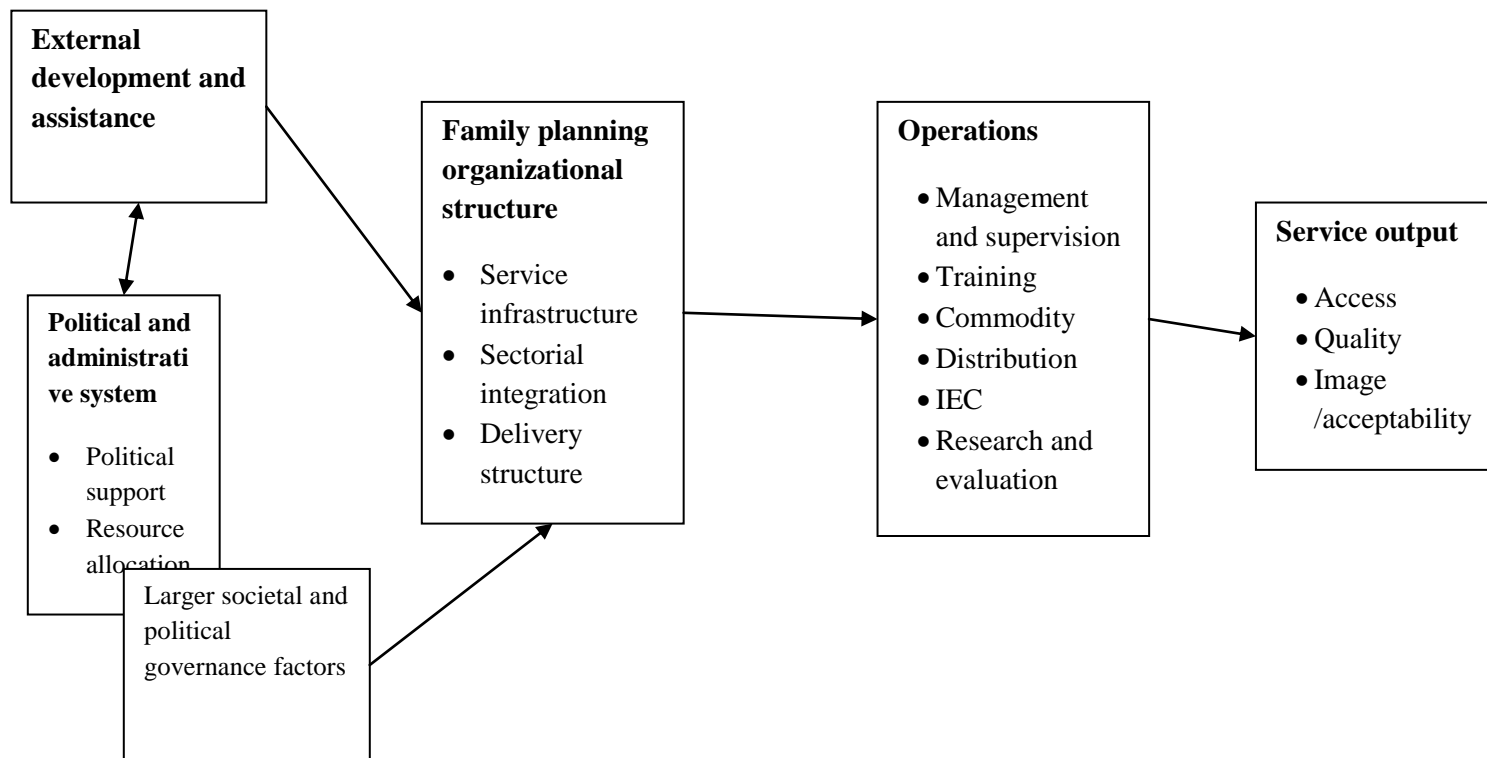 External
development and
assistance
Political and
administrati
ve system
• Political
support
• Resource
allocation
Larger societal and
political
governance factors
Family planning
organizational
structure
• Service
infrastructure
• Sectorial
integration
• Delivery
structure
Operations
• Management
and supervision
• Training
• Commodity
• Distribution
• IEC
• Research and
evaluation
Service output
• Access
• Quality
• Image
/acceptability